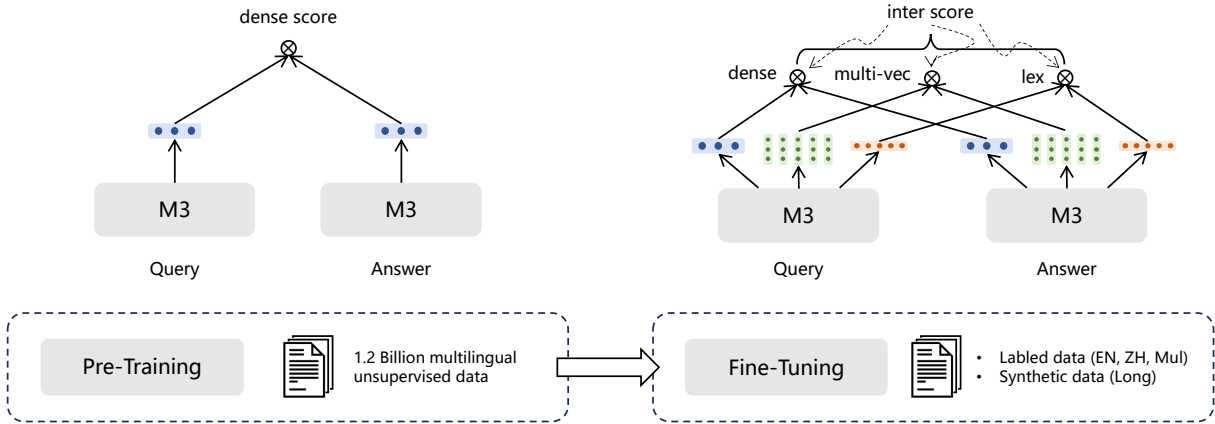 dense score
M3
M3
Query
Answer
inter score
dense
multi-vec
lex
M3
M3
Query
Answer
Pre-Training
1.2 Billion multilingual
unsupervised data
Fine-Tuning
• Labled data (EN, ZH, Mul)
• Synthetic data (Long)